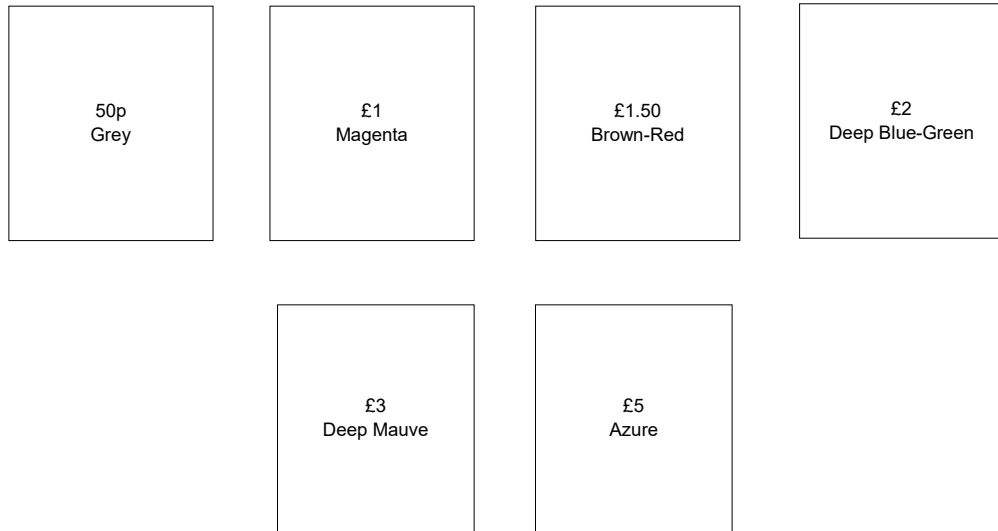 50p
Grey
£1
Magenta
£1.50
Brown-Red
£2
Deep Blue-Green
£3
Deep Mauve
£5
Azure